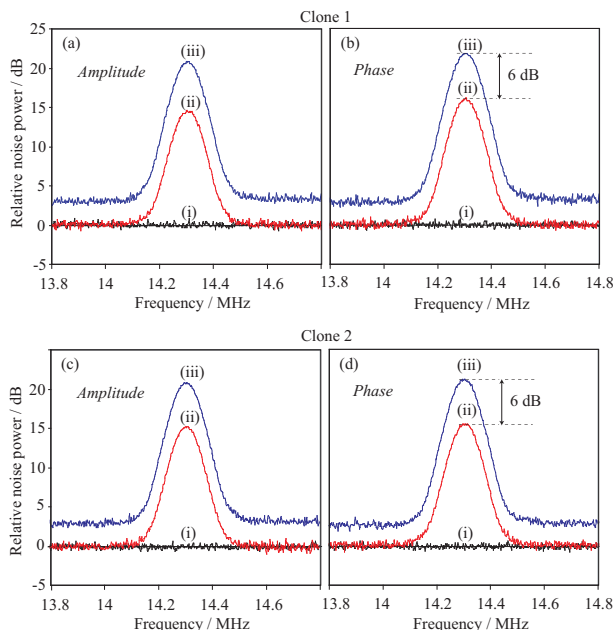 Clone 1
(a)
Amplitude
(iii)
(ii)
(i)
(b)
Phase
(iii)
(ii)
(i)
6 dB
Relative noise power / dB
25
20
15
10
5
0
-5
13.8
14
14.2
14.4
14.6
13.8
14
14.2
14.4
14.6
14.8
Frequency / MHz
Frequency / MHz
Clone 2
(c)
Amplitude
(iii)
(ii)
(i)
(d)
Phase
(iii)
(ii)
(i)
6 dB
Relative noise power / dB
20
15
10
5
0
-5
13.8
14
14.2
14.4
14.6
13.8
14
14.2
14.4
14.6
14.8
Frequency / MHz
Frequency / MHz